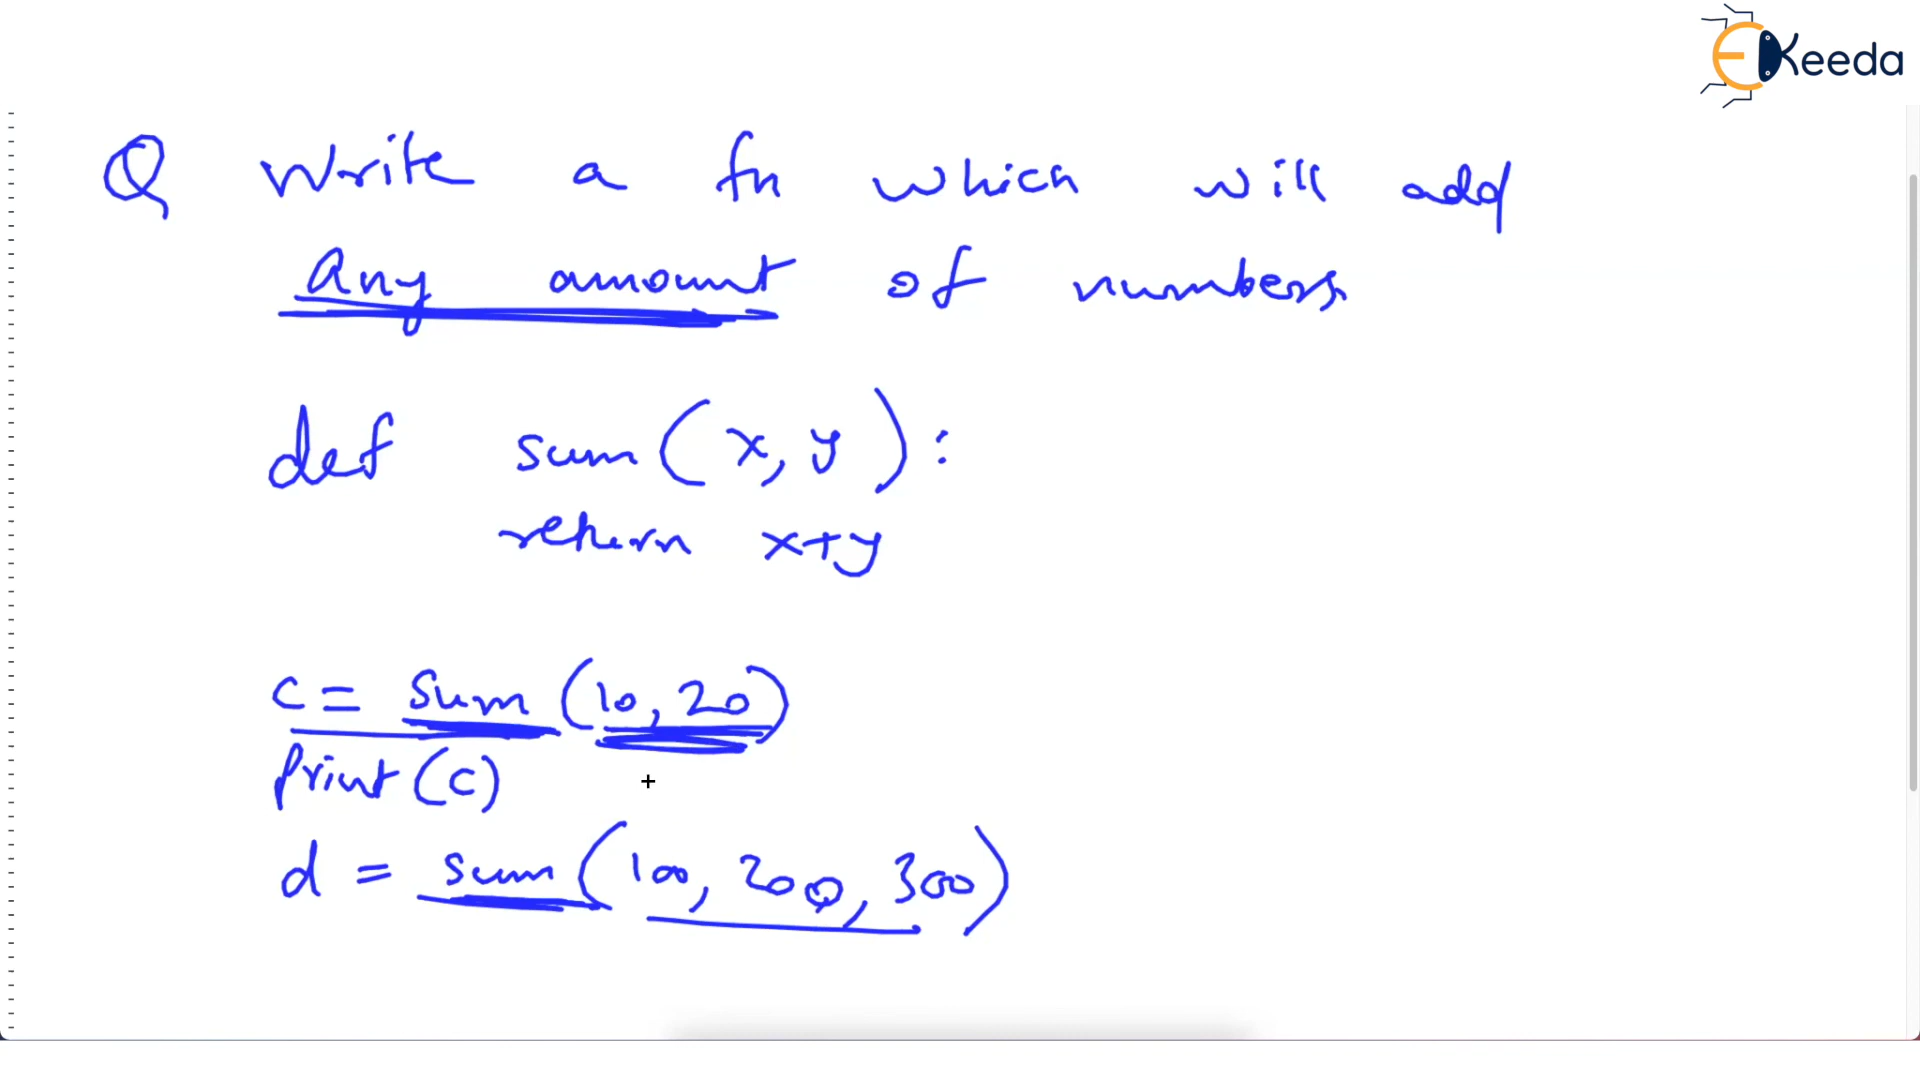 EKeeda
Q Write a fn which will add
any amount of numbers
def sum(x, y):
return x+y
c = sum(10, 20)
print(c)
d = sum(100, 200, 300)